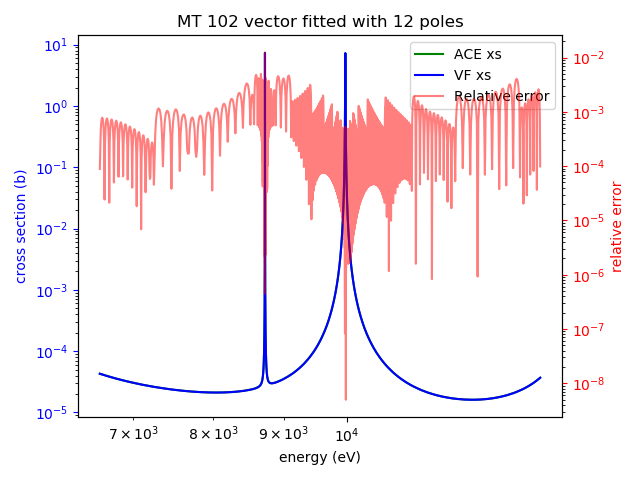 MT 102 vector fitted with 12 poles
ACE xs
VF xs
Relative error
10^1
10^0
10^-1
10^-2
10^-3
10^-4
10^-5
cross section (b)
10^-2
10^-3
10^-4
10^-5
10^-6
10^-7
10^-8
relative error
7 × 10^3
8 × 10^3
9 × 10^3
10^4
energy (eV)